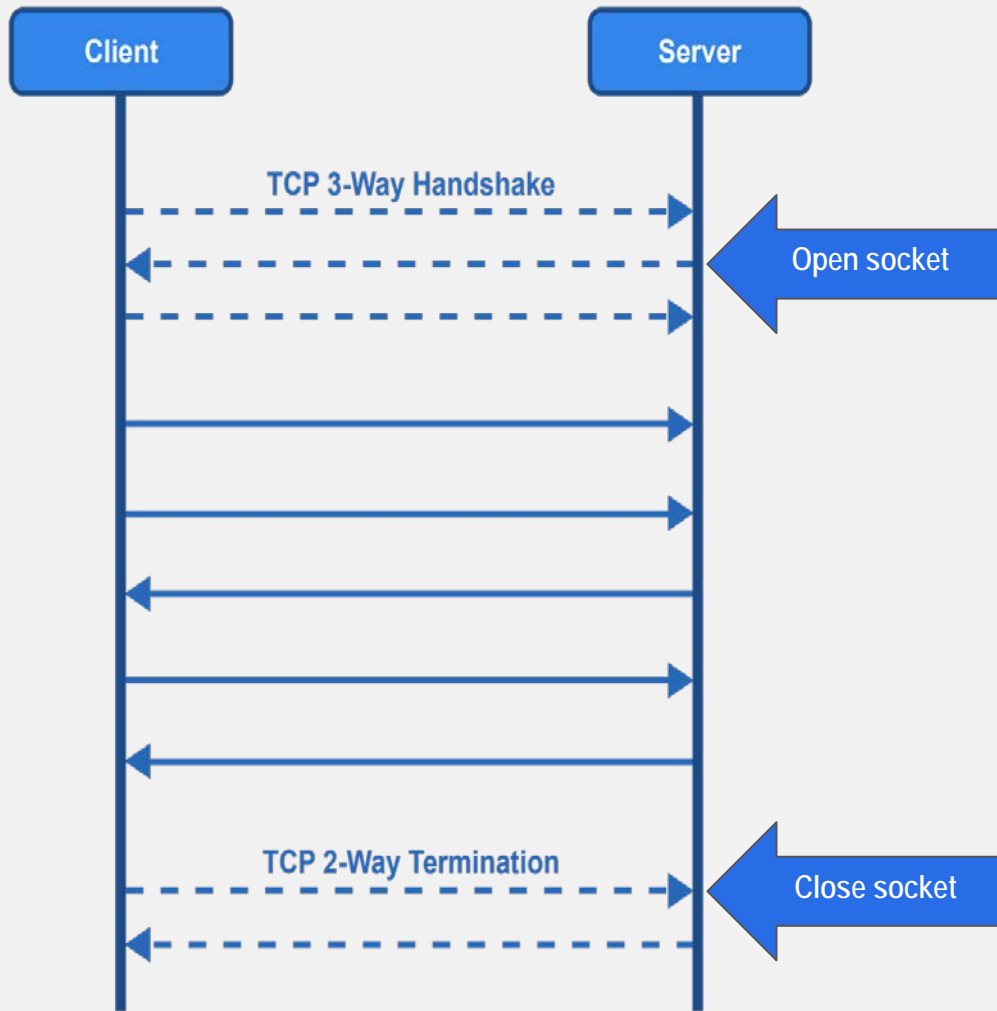 Client
Server
TCP 3-Way Handshake
Open socket
TCP 2-Way Termination
Close socket